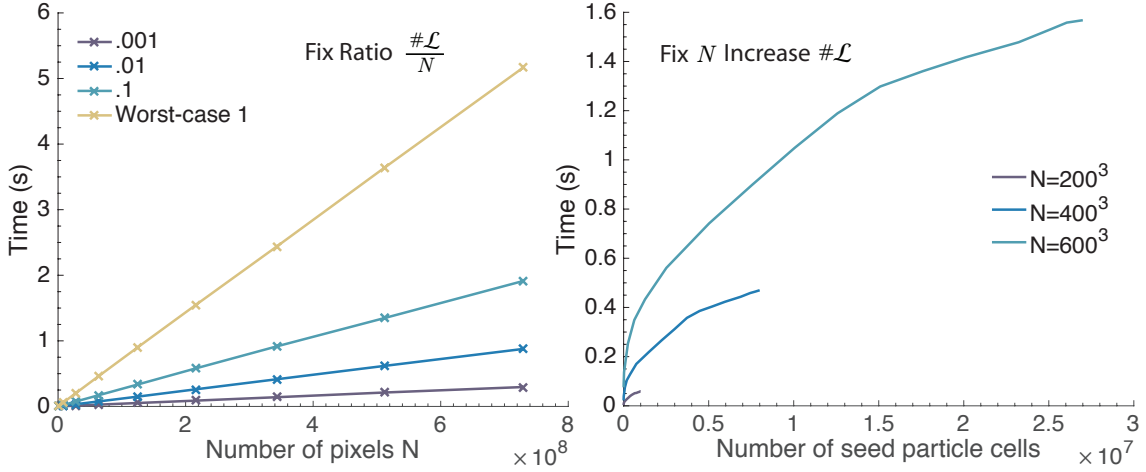 .001
.01
.1
Worst-case 1
Fix Ratio #ℒ/N
Time (s)
6
5
4
3
2
1
0
0 2 4 6 8
Number of pixels N
× 10^8
Fix N Increase #ℒ
Time (s)
1.6
1.4
1.2
1
0.8
0.6
0.4
0.2
0
N=200^3
N=400^3
N=600^3
0 0.5 1 1.5 2 2.5 3
Number of seed particle cells
× 10^7